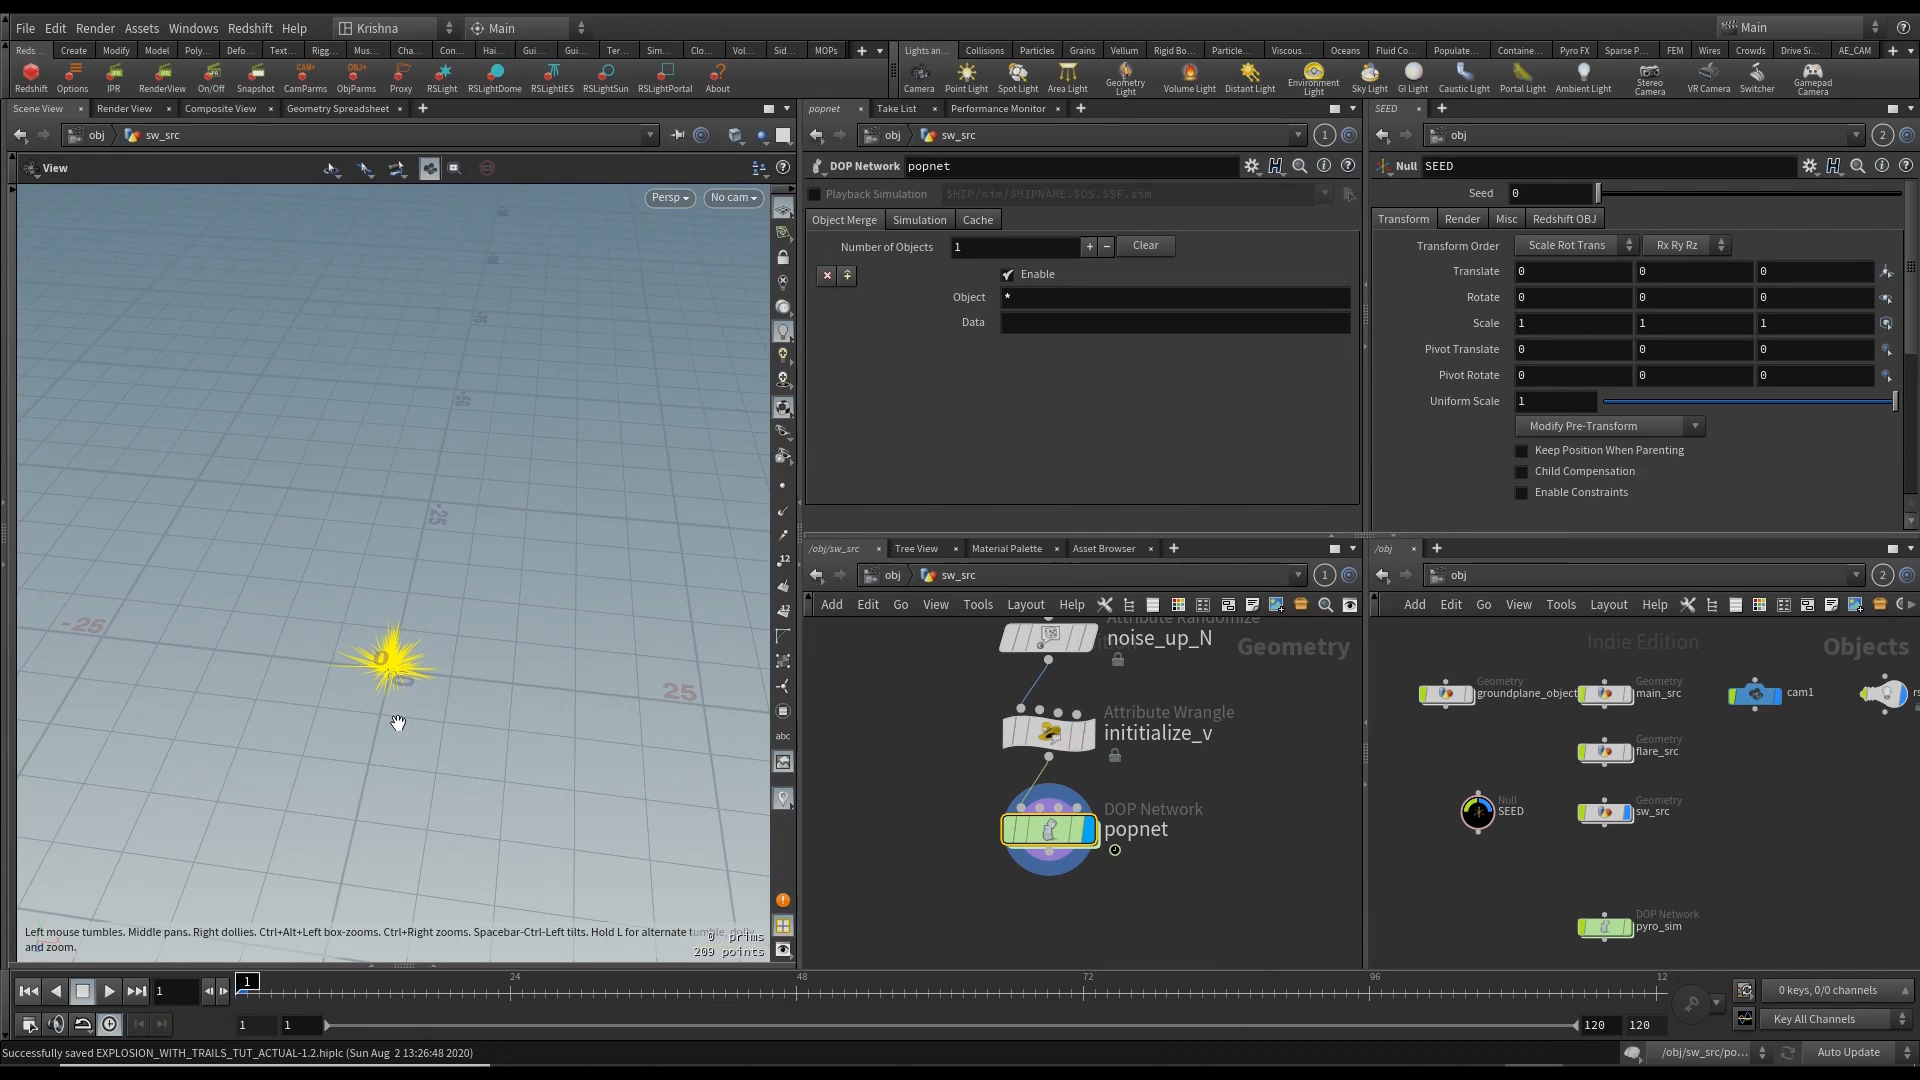 File Edit Render Assets Windows Redshift Help Krishna Main Main
Reds... Create Modify Model Poly... Defo... Text... Rigg... Mus... Cha... Con... Hai... Gui... Gui... Ter... Sim... Clo... Vol... Sid... MOPs
Redshift Options IPR On/Off Snapshot CamParms ObjParms Proxy RSLight RSLightDome RSLightIES RSLightSun RSLightPortal About
RenderView
Lights an... Collisions Particles Grains Vellum Rigid Bo... Particle... Viscous... Oceans Fluid Co... Populate... Containe... Pyro FX Sparse P... FEM Wires Crowds Drive Si... AE_CAM
Camera Point Light Spot Light Area Light Geometry Light Volume Light Distant Light Environment Light Sky Light GI Light Caustic Light Portal Light Ambient Light Stereo Camera VR Camera Switcher Gamepad Camera
Scene View Render View Composite View Geometry Spreadsheet
obj sw_src
View
Persp No cam
-25
25
-25
-50
0
Left mouse tumbles. Middle pans. Right dollies. Ctrl+Alt+Left box-zooms. Ctrl+Right zooms. Spacebar-Ctrl-Left tilts. Hold L for alternate tumble, dolly,
and zoom.
0 prims
209 points
abc
popnet Take List Performance Monitor
obj sw_src 1
DOP Network popnet
Playback Simulation $HIP/sim/$HIPNAME.$OS.$SF.sim
Object Merge Simulation Cache
Number of Objects 1 + − Clear
Enable
Object *
Data
SEED
obj 2
Null SEED
Seed 0
Transform Render Misc Redshift OBJ
Transform Order Scale Rot Trans Rx Ry Rz
Translate 0 0 0
Rotate 0 0 0
Scale 1 1 1
Pivot Translate 0 0 0
Pivot Rotate 0 0 0
Uniform Scale 1
Modify Pre-Transform
Keep Position When Parenting
Child Compensation
Enable Constraints
/obj/sw_src Tree View Material Palette Asset Browser
obj sw_src 1
Add Edit Go View Tools Layout Help
Attribute Randomize
noise_up_N
Geometry
Attribute Wrangle
inititialize_v
DOP Network
popnet
/obj
obj 2
Add Edit Go View Tools Layout Help
Indie Edition Objects
Geometry
groundplane_object
Geometry
main_src
cam1
Geometry
flare_src
Null
SEED
Geometry
sw_src
DOP Network
pyro_sim
1 1 24 48 72 96 12
0 keys, 0/0 channels
1 1 120 120 Key All Channels
Successfully saved EXPLOSION_WITH_TRAILS_TUT_ACTUAL-1.2.hiplc (Sun Aug 2 13:26:48 2020) /obj/sw_src/po... Auto Update